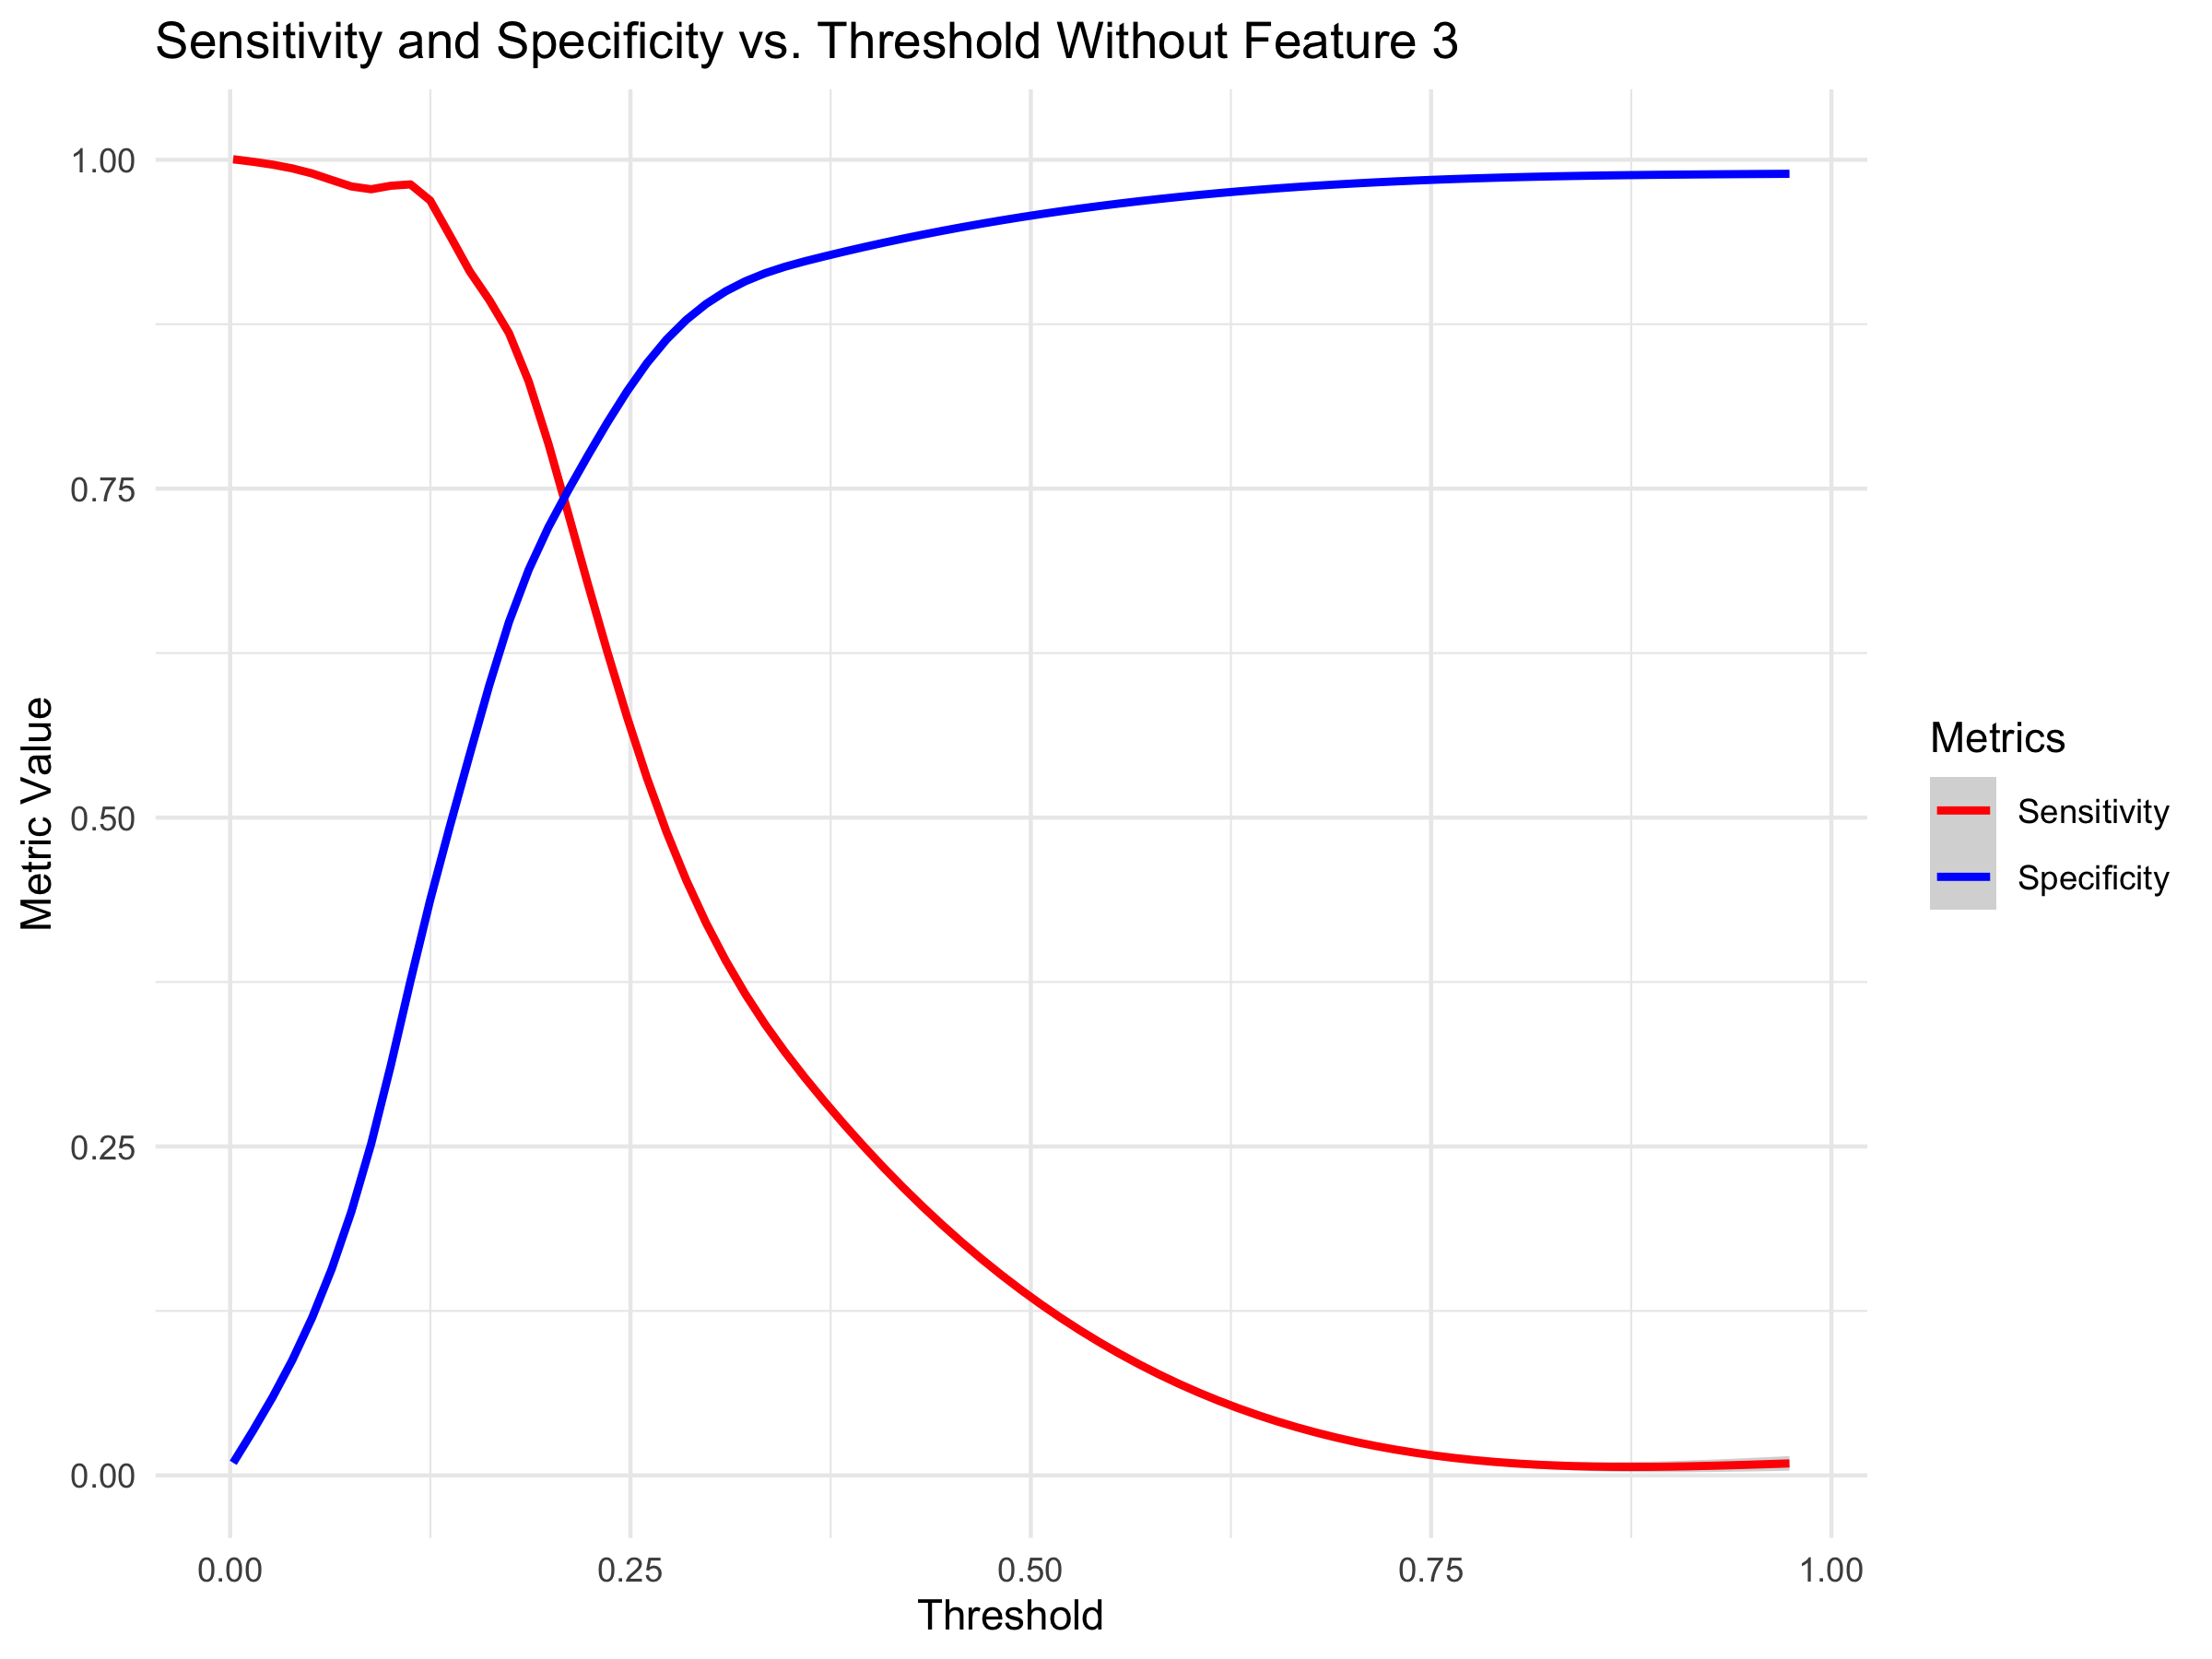 Sensitivity and Specificity vs. Threshold Without Feature 3
Metric Value
1.00
0.75
0.50
0.25
0.00
0.00 0.25 0.50 0.75 1.00
Threshold
Metrics
Sensitivity
Specificity